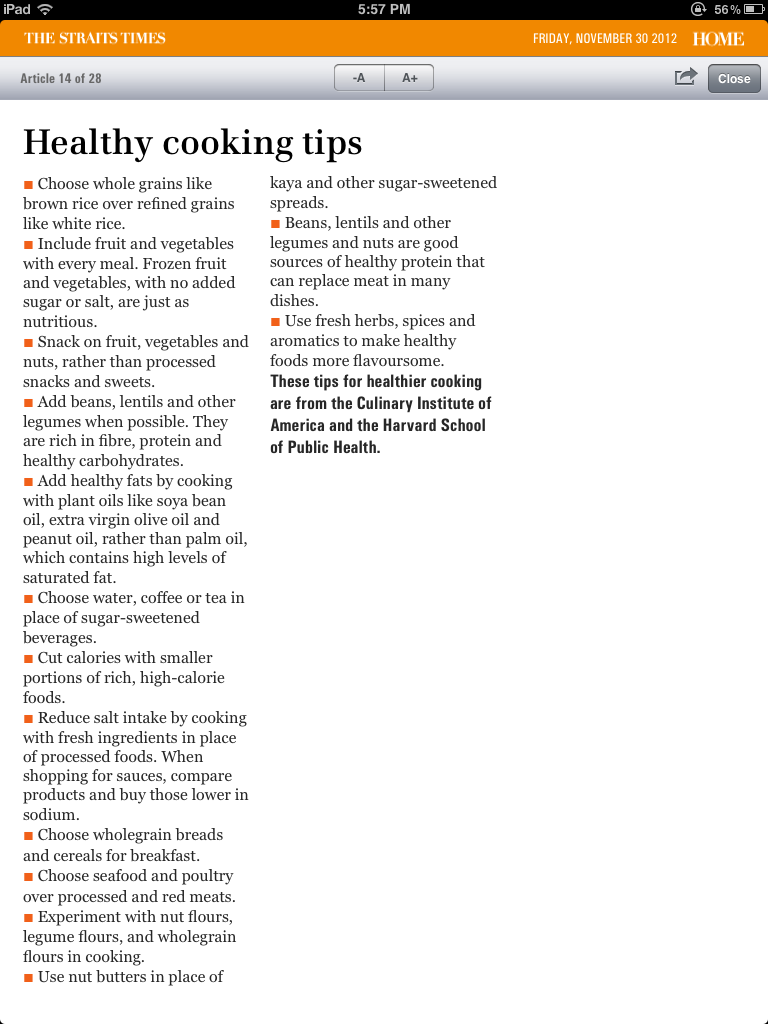 iPad
5:57 PM
56%
THE STRAITS TIMES
FRIDAY, NOVEMBER 30 2012
HOME
Article 14 of 28
-A
A+
Close
Healthy cooking tips
■ Choose whole grains like
brown rice over refined grains
like white rice.
■ Include fruit and vegetables
with every meal. Frozen fruit
and vegetables, with no added
sugar or salt, are just as
nutritious.
■ Snack on fruit, vegetables and
nuts, rather than processed
snacks and sweets.
■ Add beans, lentils and other
legumes when possible. They
are rich in fibre, protein and
healthy carbohydrates.
■ Add healthy fats by cooking
with plant oils like soya bean
oil, extra virgin olive oil and
peanut oil, rather than palm oil,
which contains high levels of
saturated fat.
■ Choose water, coffee or tea in
place of sugar-sweetened
beverages.
■ Cut calories with smaller
portions of rich, high-calorie
foods.
■ Reduce salt intake by cooking
with fresh ingredients in place
of processed foods. When
shopping for sauces, compare
products and buy those lower in
sodium.
■ Choose wholegrain breads
and cereals for breakfast.
■ Choose seafood and poultry
over processed and red meats.
■ Experiment with nut flours,
legume flours, and wholegrain
flours in cooking.
■ Use nut butters in place of
kaya and other sugar-sweetened
spreads.
■ Beans, lentils and other
legumes and nuts are good
sources of healthy protein that
can replace meat in many
dishes.
■ Use fresh herbs, spices and
aromatics to make healthy
foods more flavoursome.
These tips for healthier cooking
are from the Culinary Institute of
America and the Harvard School
of Public Health.